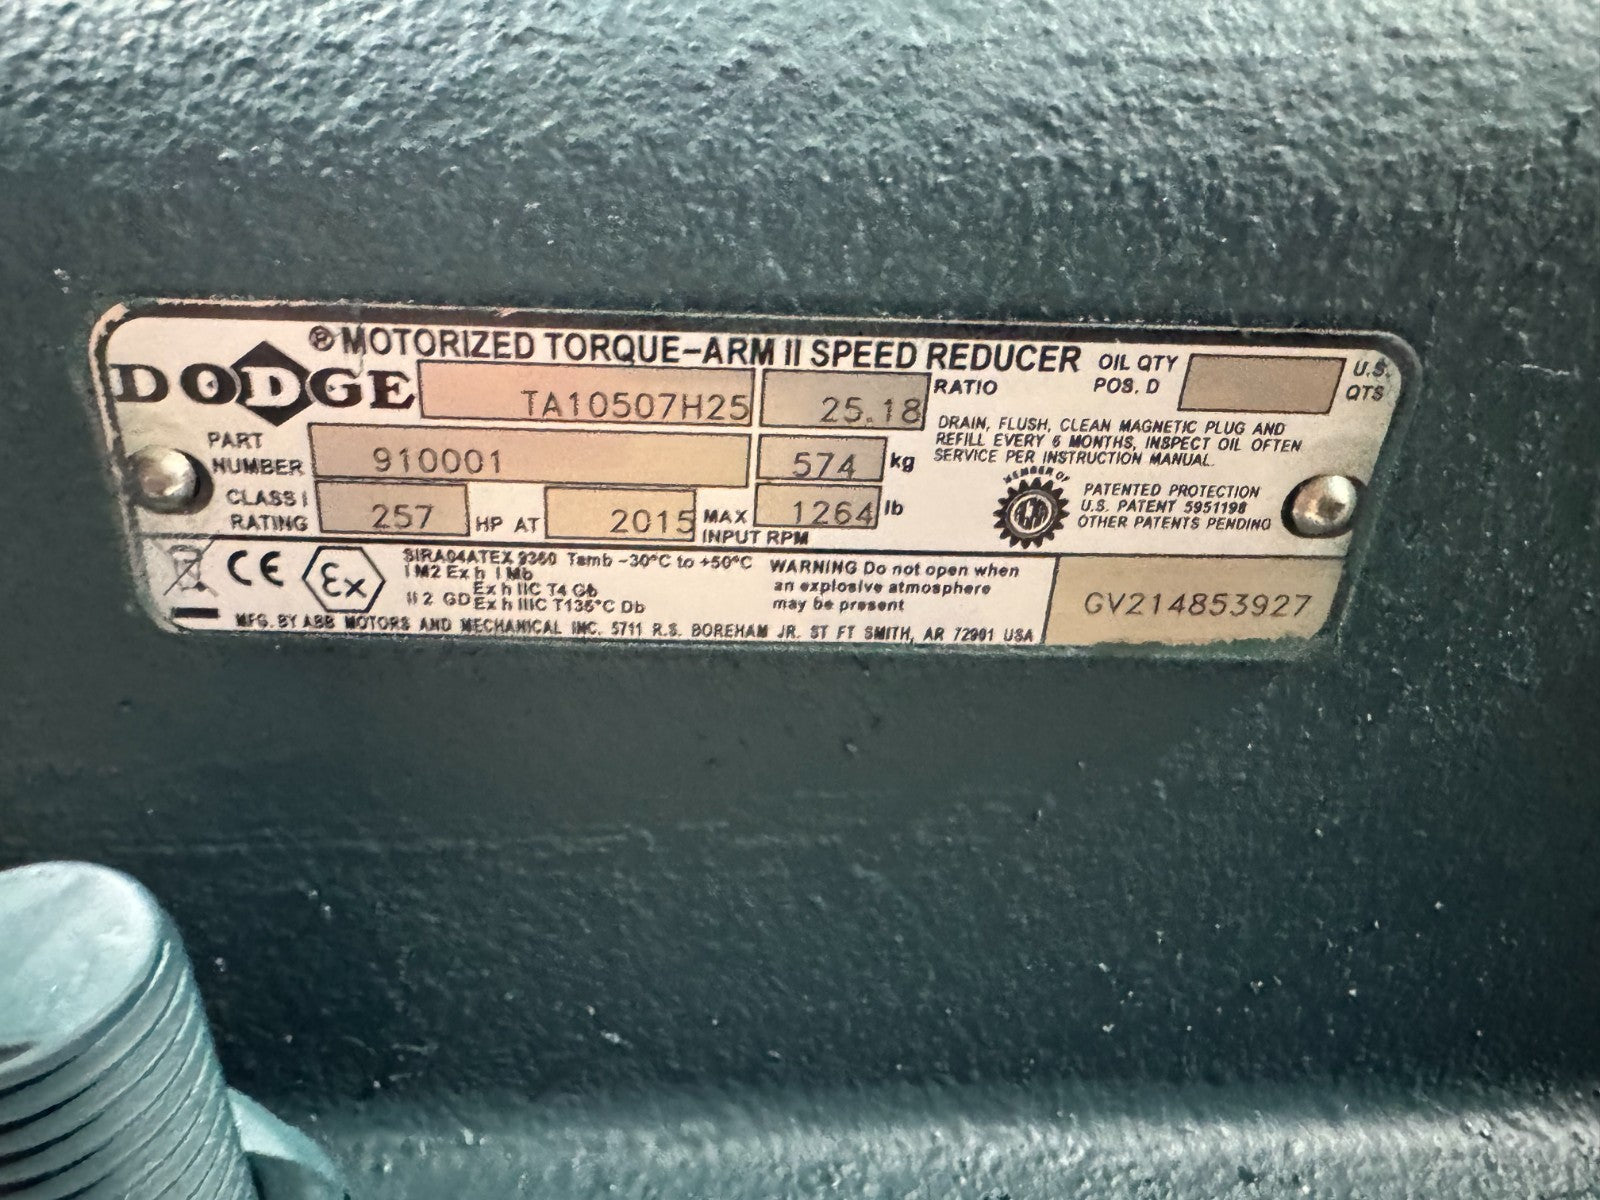 ® MOTORIZED TORQUE-ARM II SPEED REDUCER
DODGE TA10507H25 25.18 RATIO
OIL QTY POS. D U.S. QTS
PART NUMBER 910001 574 kg
DRAIN, FLUSH, CLEAN MAGNETIC PLUG AND
REFILL EVERY 6 MONTHS, INSPECT OIL OFTEN
SERVICE PER INSTRUCTION MANUAL.
CLASS I RATING 257 HP AT 2015 MAX INPUT RPM 1264 lb
MEMBER OF
PATENTED PROTECTION
U.S. PATENT 5951198
OTHER PATENTS PENDING
CE Ex
SIRA04ATEX 9360 Tamb -30°C to +50°C
I M2 Ex h I Mb
II 2 GD Ex h IIC T4 Gb
Ex h IIIC T135°C Db
WARNING Do not open when
an explosive atmosphere
may be present
GV214853927
MFG. BY ABB MOTORS AND MECHANICAL INC. 5711 R.S. BOREHAM JR. ST FT SMITH, AR 72901 USA